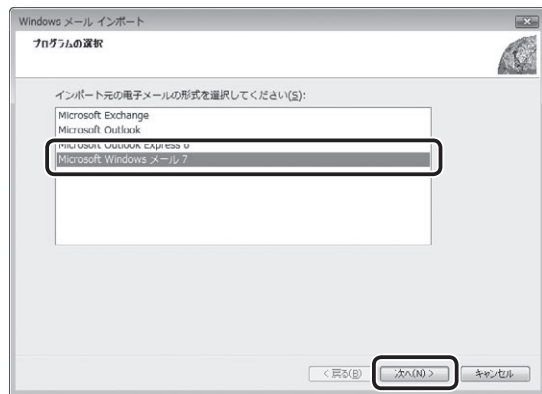 Windows メール インポート
プログラムの選択
インポート元の電子メールの形式を選択してください(S):
Microsoft Exchange
Microsoft Outlook
Microsoft Outlook Express 6
Microsoft Windows メール 7
< 戻る(B)
次へ(N) >
キャンセル